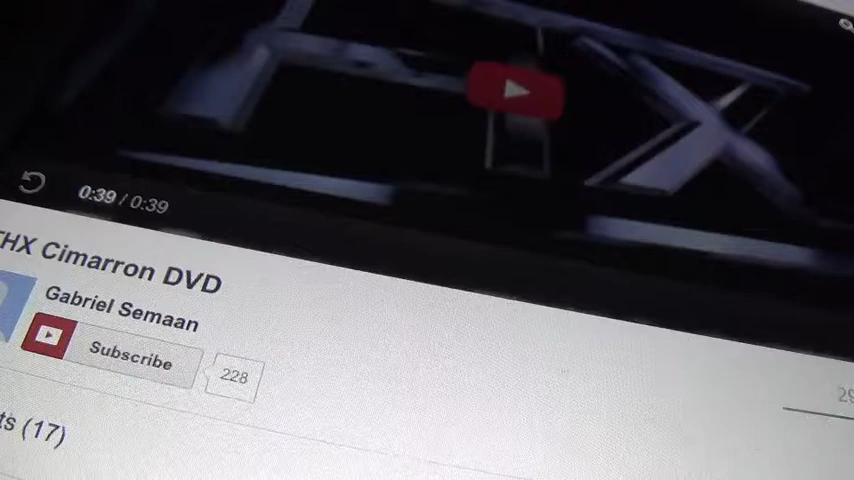 0:39 / 0:39
THX Cimarron DVD
Gabriel Semaan
Subscribe 228
ts (17)